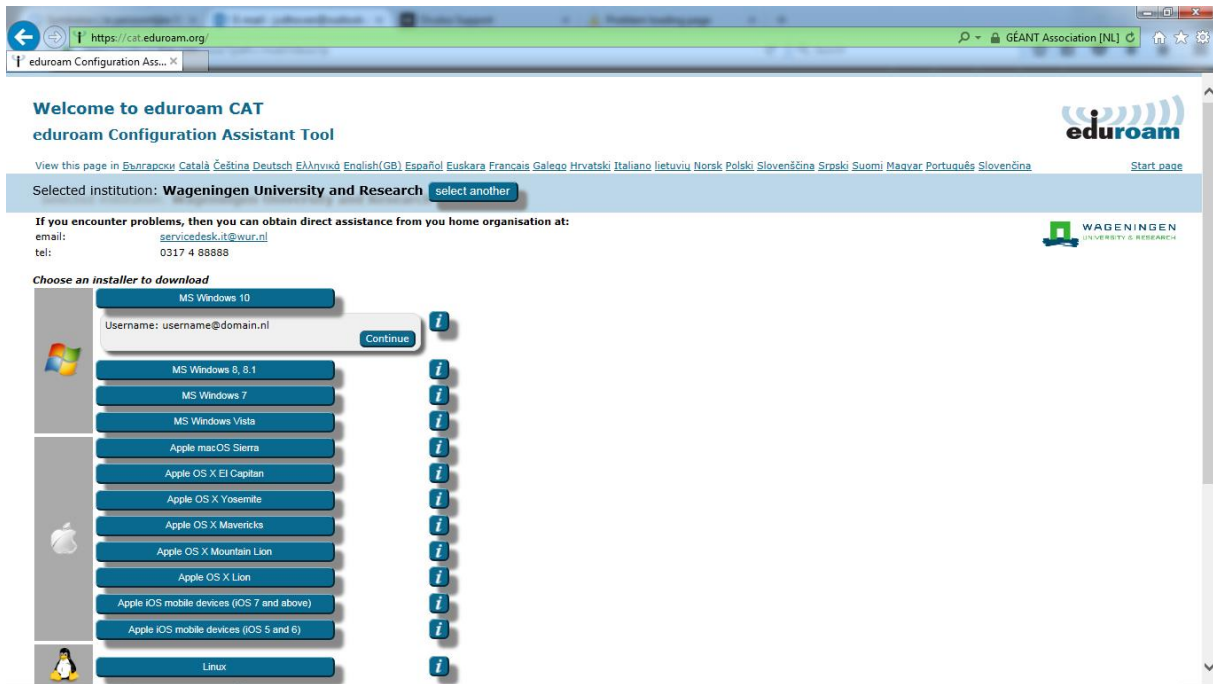 https://cat.eduroam.org/
GÉANT Association [NL]
eduroam Configuration Ass...
Welcome to eduroam CAT
eduroam Configuration Assistant Tool
eduroam
View this page in Български Català Čeština Deutsch Ελληνικά English(GB) Español Euskara Francais Galego Hrvatski Italiano lietuvių Norsk Polski Slovenščina Srpski Suomi Magyar Português Slovenčina
Start page
Selected institution: Wageningen University and Research select another
If you encounter problems, then you can obtain direct assistance from you home organisation at:
email: servicedesk.it@wur.nl
tel: 0317 4 88888
WAGENINGEN
UNIVERSITY & RESEARCH
Choose an installer to download
MS Windows 10
Username: username@domain.nl
Continue
i
MS Windows 8, 8.1 i
MS Windows 7 i
MS Windows Vista i
Apple macOS Sierra i
Apple OS X El Capitan i
Apple OS X Yosemite i
Apple OS X Mavericks i
Apple OS X Mountain Lion i
Apple OS X Lion i
Apple iOS mobile devices (iOS 7 and above) i
Apple iOS mobile devices (iOS 5 and 6) i
Linux i